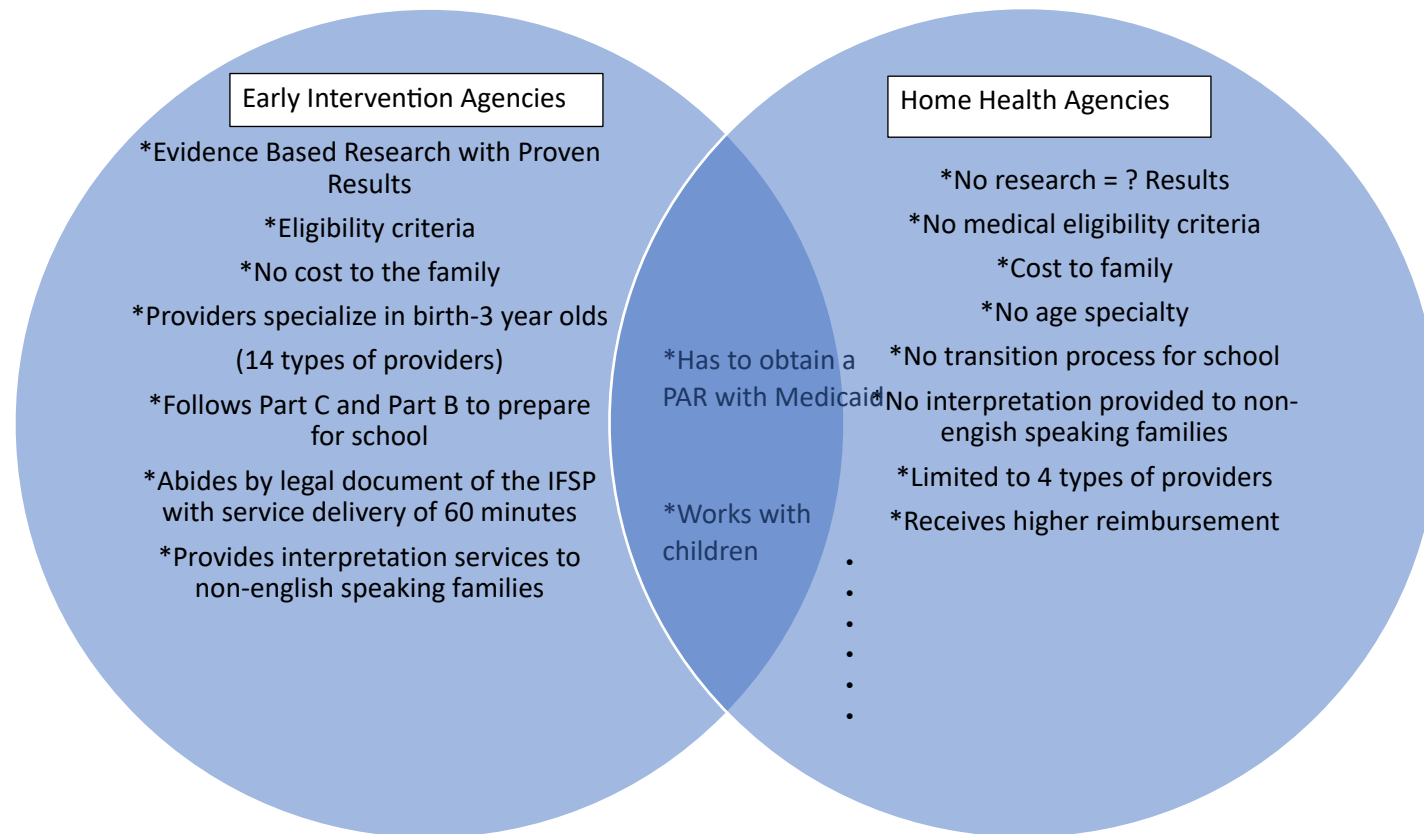 Early Intervention Agencies
*Evidence Based Research with Proven
Results
*Eligibility criteria
*No cost to the family
*Providers specialize in birth-3 year olds
(14 types of providers)
*Follows Part C and Part B to prepare
for school
*Abides by legal document of the IFSP
with service delivery of 60 minutes
*Provides interpretation services to
non-english speaking families
*Has to obtain a
PAR with Medicaid
*Works with
children
Home Health Agencies
*No research = ? Results
*No medical eligibility criteria
*Cost to family
*No age specialty
*No transition process for school
*No interpretation provided to non-
engish speaking families
*Limited to 4 types of providers
*Receives higher reimbursement
•
•
•
•
•
•